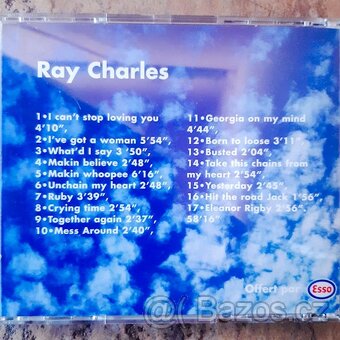 Ray Charles
1•I can't stop loving you
4'10”,
2•I've got a woman 5'54”,
3•What'd I say 3 '50”,
4•Makin believe 2'48”,
5•Makin whoopee 6'16”,
6•Unchain my heart 2'48”,
7•Ruby 3'39”,
8•Crying time 2'54”,
9•Together again 2'37”,
10•Mess Around 2'40”,
11•Georgia on my mind
4'44”,
12•Born to loose 3'11”
13•Busted 2'04”,
14•Take this chains from
my heart 2'54”,
15•Yesterday 2'45”,
16•Hit the road Jack 1'56”,
17•Eleanor Rigby 2'56”.
58'16”
Offert par Esso
Bazos.cz